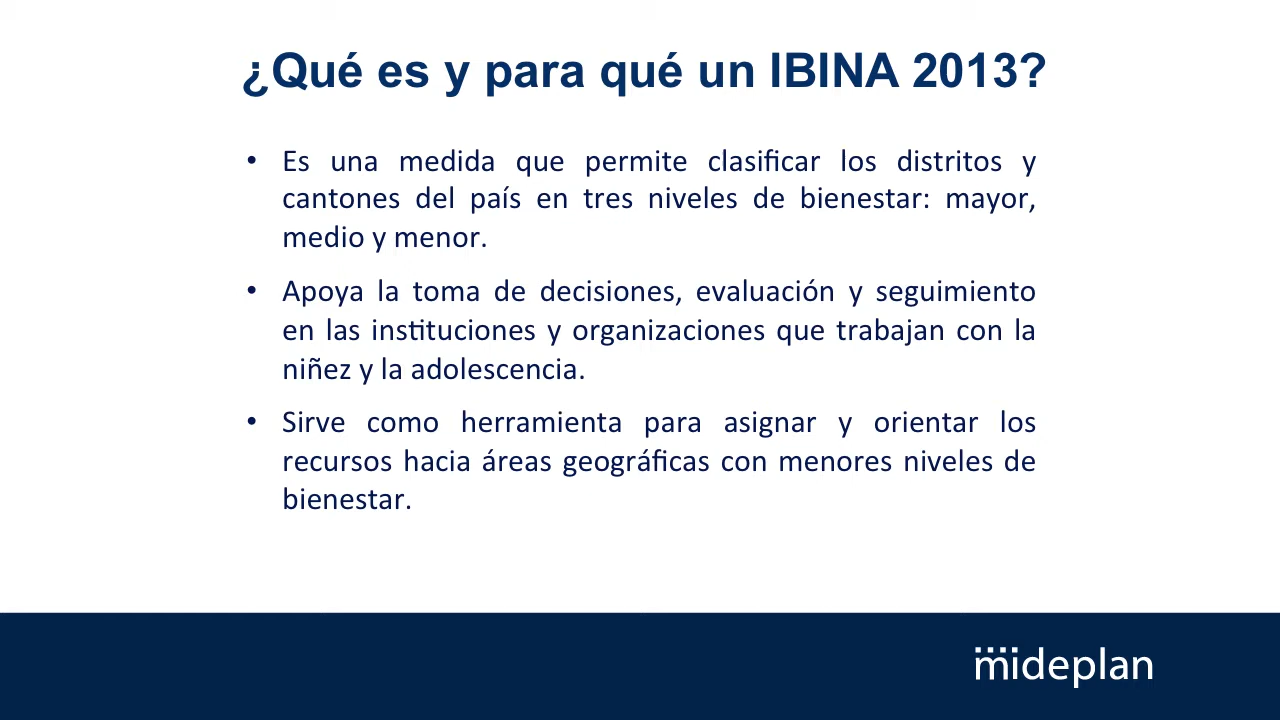 ¿Qué es y para qué un IBINA 2013?
• Es una medida que permite clasificar los distritos y
cantones del país en tres niveles de bienestar: mayor,
medio y menor.
• Apoya la toma de decisiones, evaluación y seguimiento
en las instituciones y organizaciones que trabajan con la
niñez y la adolescencia.
• Sirve como herramienta para asignar y orientar los
recursos hacia áreas geográficas con menores niveles de
bienestar.
mideplan